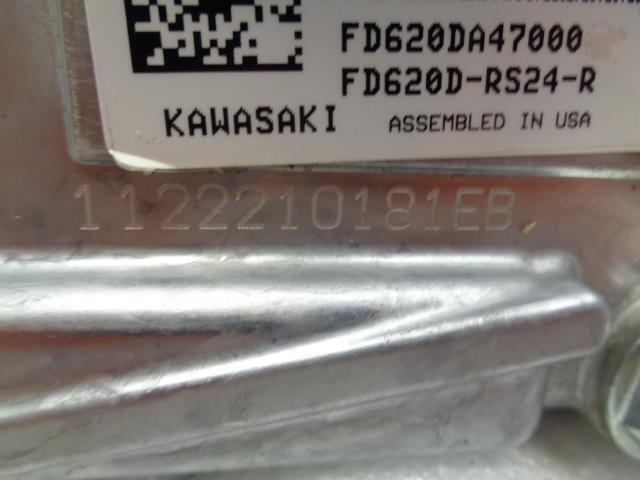 FD620DA47000
FD620D-RS24-R
KAWASAKI ASSEMBLED IN USA
1122210181EB